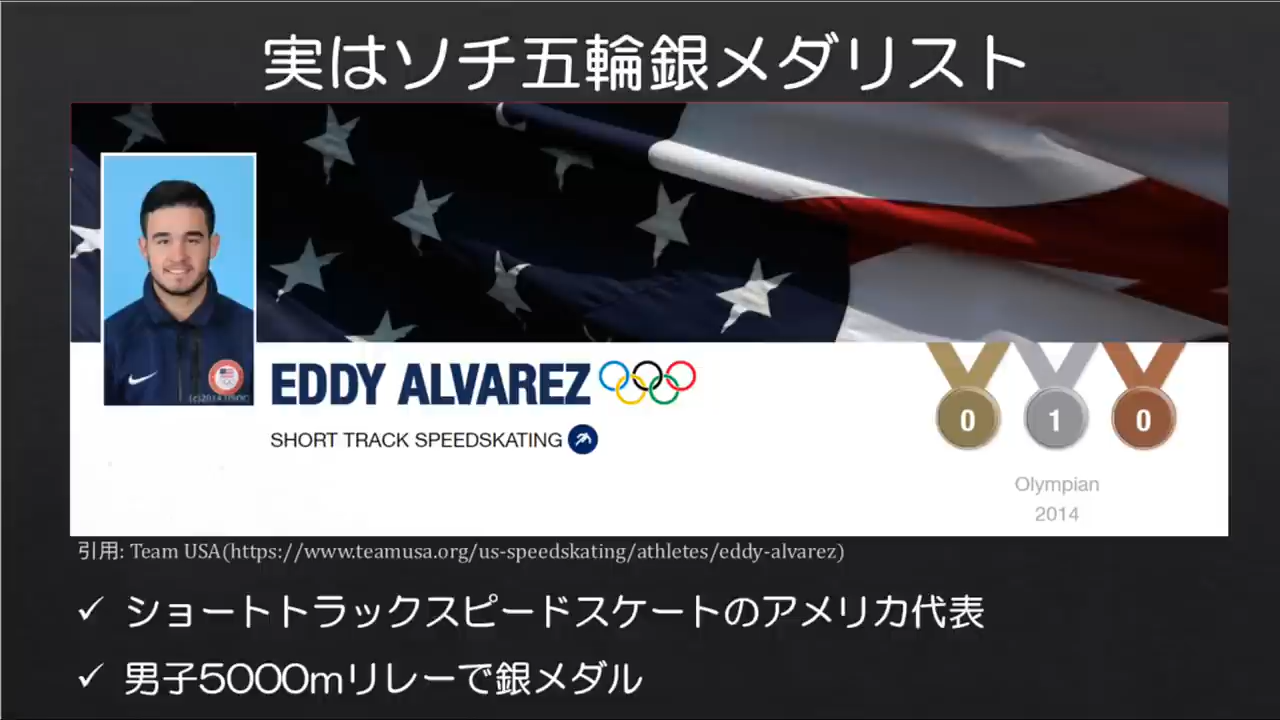 実はソチ五輪銀メダリスト
EDDY ALVAREZ
SHORT TRACK SPEEDSKATING
0 1 0
Olympian
2014
(c)2014 USOC
引用: Team USA(https://www.teamusa.org/us-speedskating/athletes/eddy-alvarez)
✓ ショートトラックスピードスケートのアメリカ代表
✓ 男子5000mリレーで銀メダル